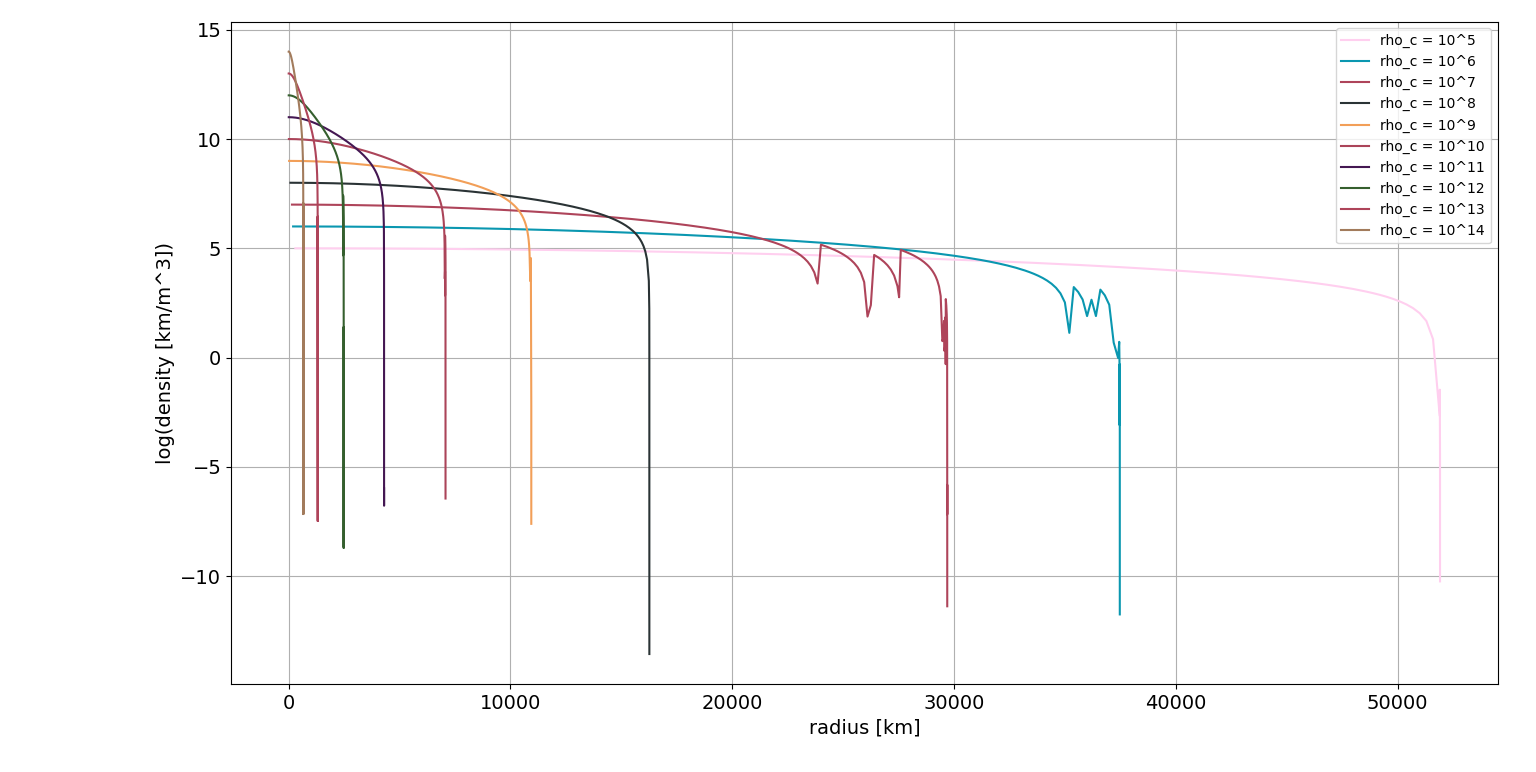 15
10
5
0
−5
−10
log(density [km/m^3])
0
10000
20000
30000
40000
50000
radius [km]
rho_c = 10^5
rho_c = 10^6
rho_c = 10^7
rho_c = 10^8
rho_c = 10^9
rho_c = 10^10
rho_c = 10^11
rho_c = 10^12
rho_c = 10^13
rho_c = 10^14